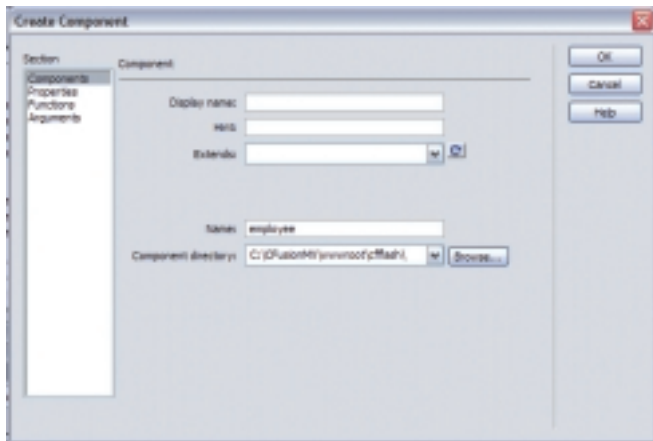 Create Component
Section
Components
Properties
Functions
Arguments
Component
Display name:
Hint:
Extends:
Name: employee
Component directory: C:\CFusionMX\wwwroot\cfflash\
Browse...
OK
Cancel
Help